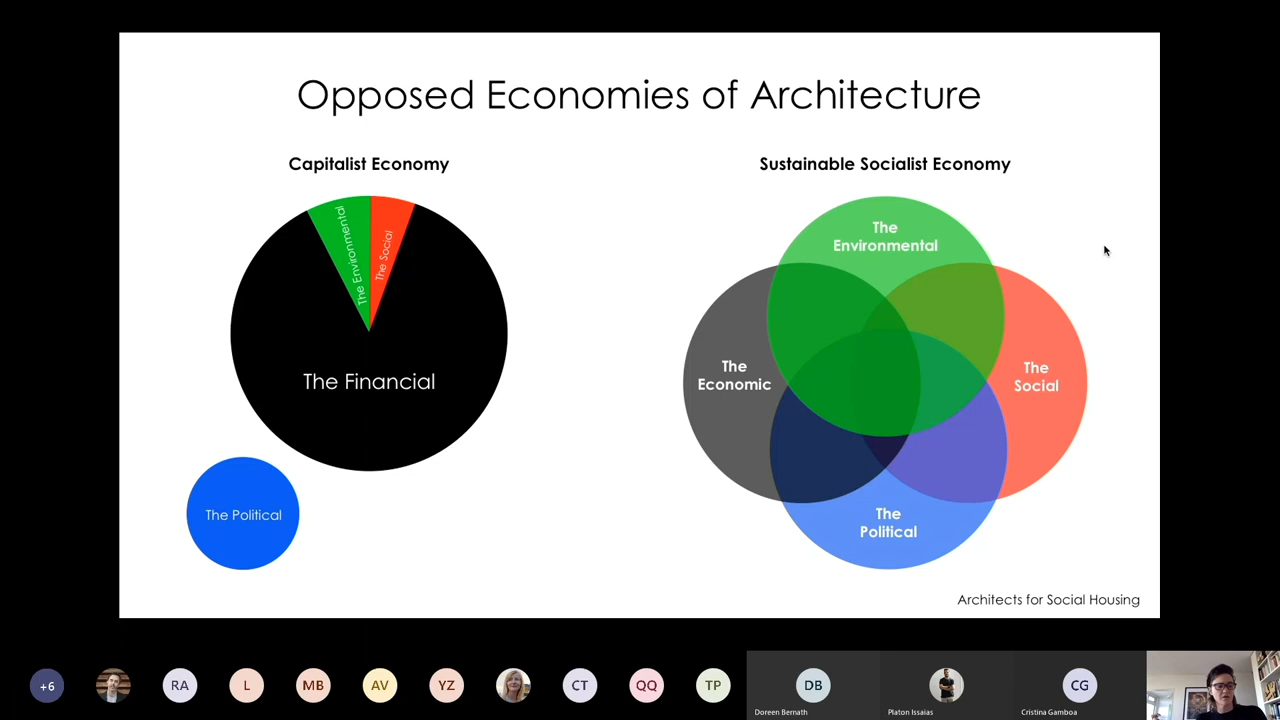 Opposed Economies of Architecture
Capitalist Economy
The Environmental
The Social
The Financial
The Political
Sustainable Socialist Economy
The
Environmental
The
Economic
The
Social
The
Political
Architects for Social Housing
+6
RA
L
MB
AV
YZ
CT
QQ
TP
DB
Doreen Bernath
Platon Issaias
CG
Cristina Gamboa